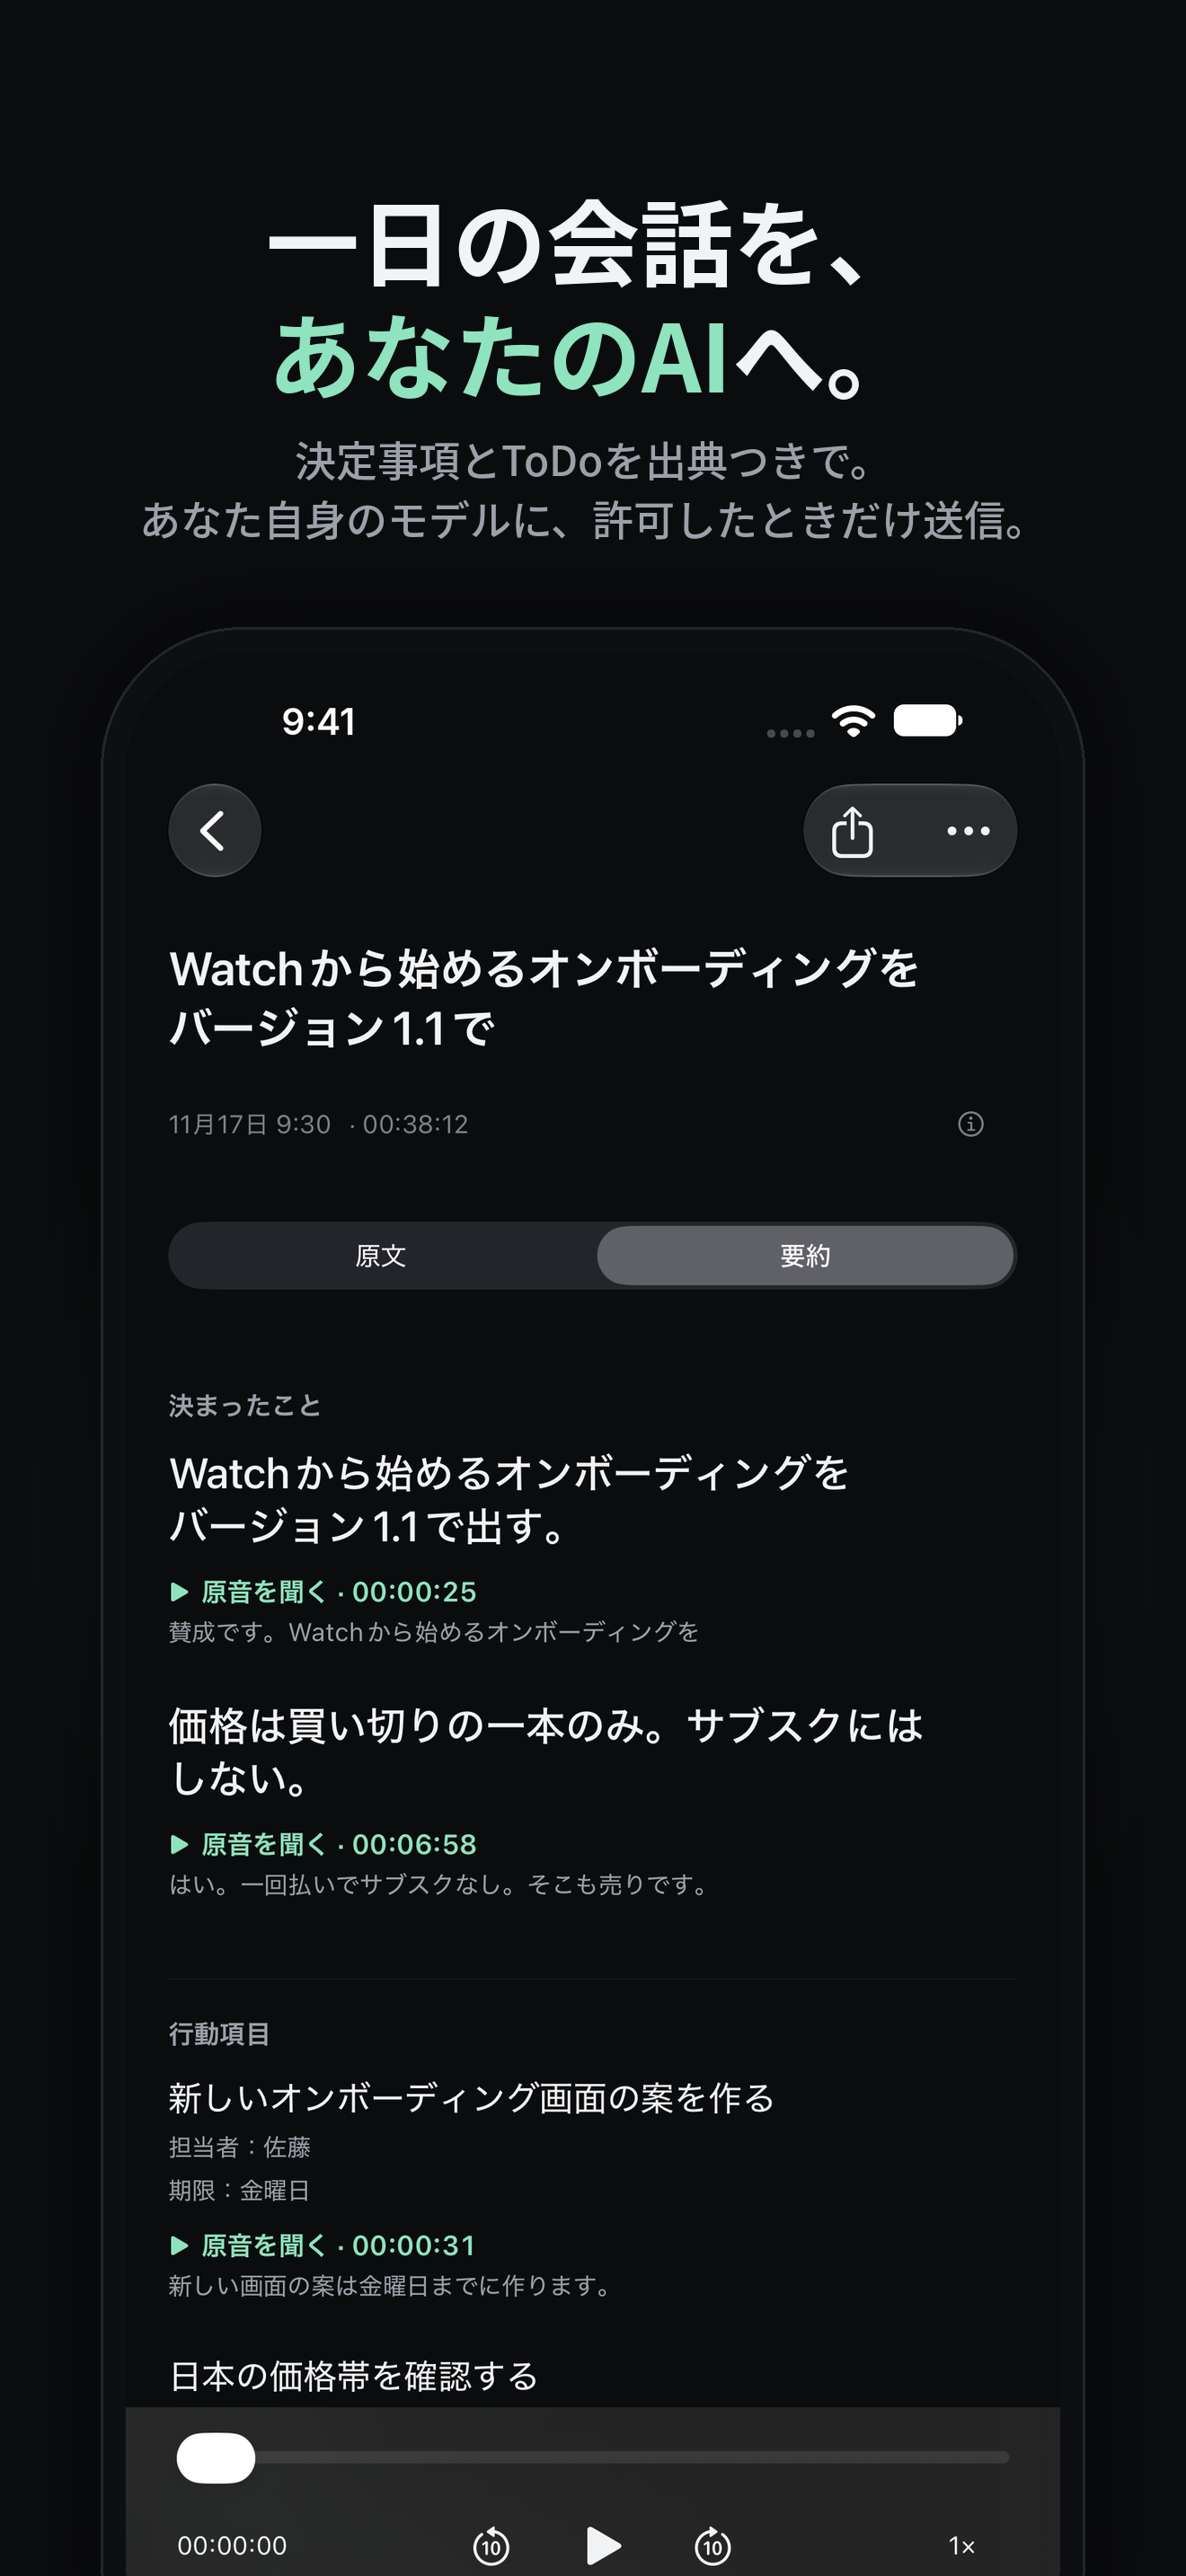 一日の会話を、
あなたのAIへ。
決定事項とToDoを出典つきで。
あなた自身のモデルに、許可したときだけ送信。
9:41
Watchから始めるオンボーディングを
バージョン1.1で
11月17日 9:30 · 00:38:12
原文
要約
決まったこと
Watchから始めるオンボーディングを
バージョン1.1で出す。
原音を聞く · 00:00:25
賛成です。Watchから始めるオンボーディングを
価格は買い切りの一本のみ。サブスクには
しない。
原音を聞く · 00:06:58
はい。一回払いでサブスクなし。そこも売りです。
行動項目
新しいオンボーディング画面の案を作る
担当者：佐藤
期限：金曜日
原音を聞く · 00:00:31
新しい画面の案は金曜日までに作ります。
日本の価格帯を確認する
00:00:00
10
10
1×